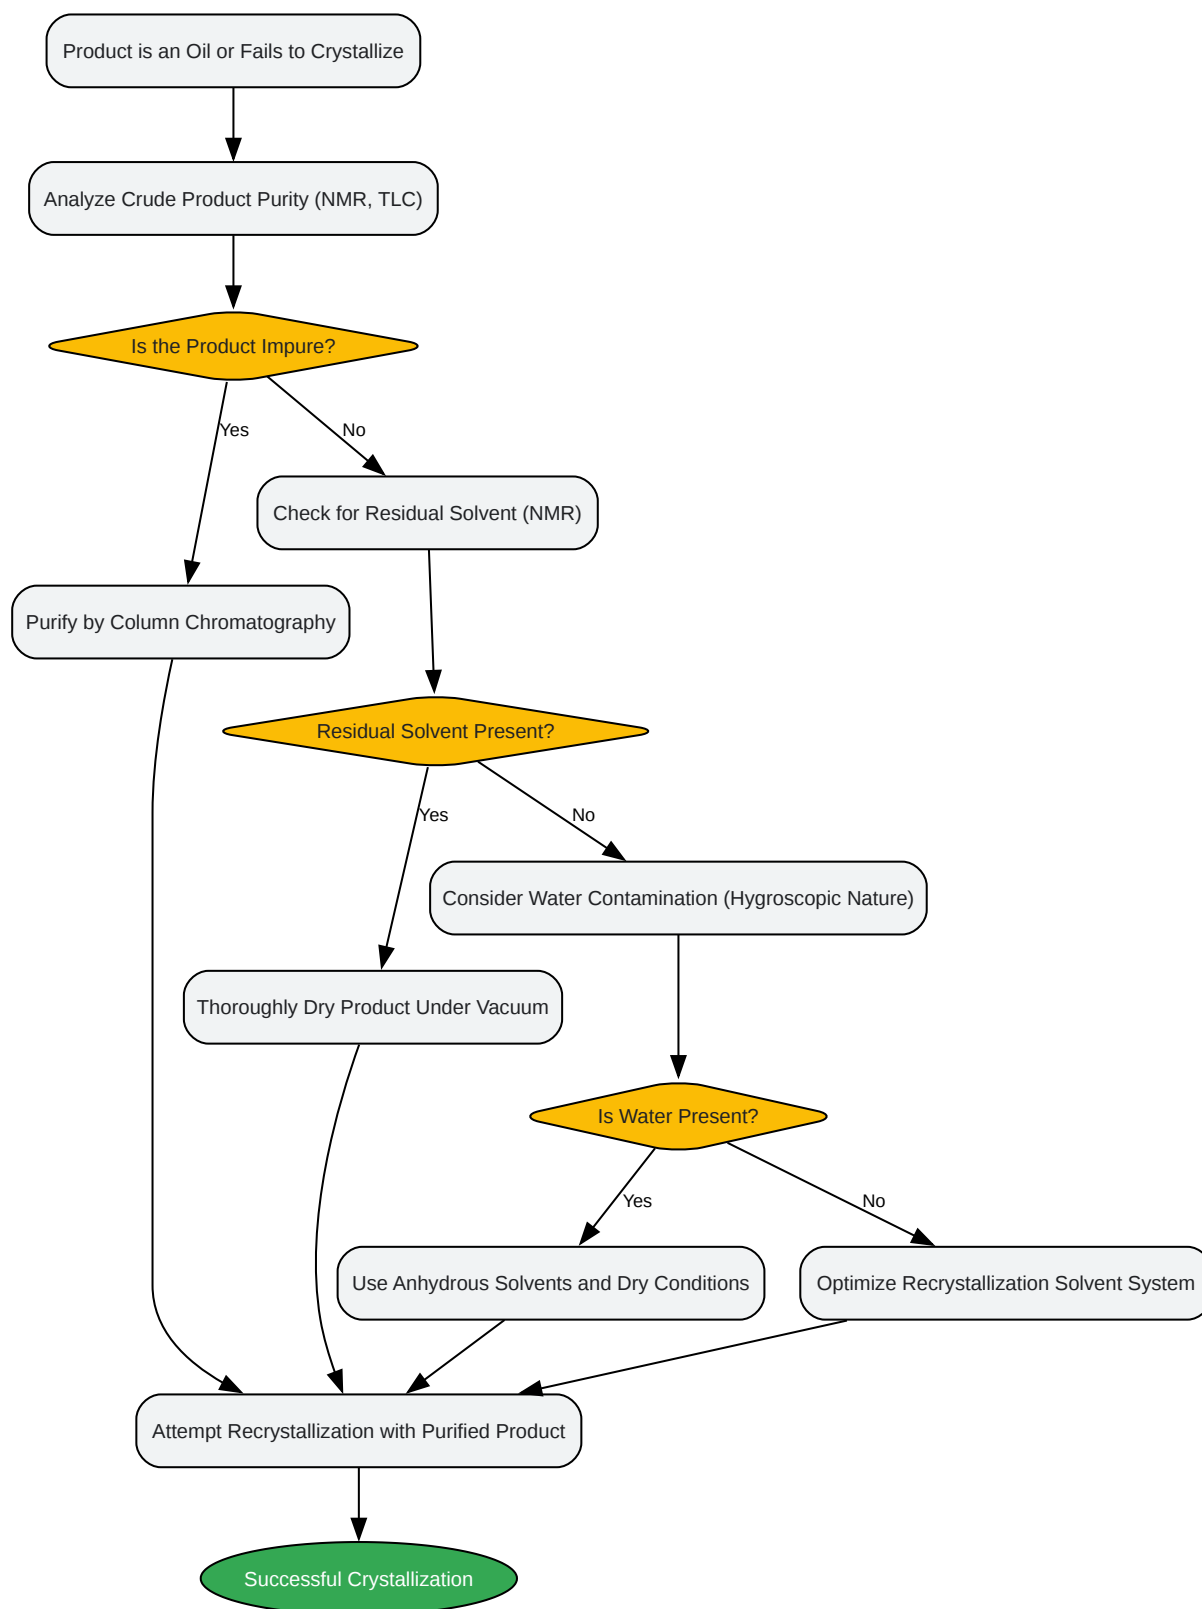 Product is an Oil or Fails to Crystallize
Analyze Crude Product Purity (NMR, TLC)
Is the Product Impure?
Yes
No
Check for Residual Solvent (NMR)
Purify by Column Chromatography
Residual Solvent Present?
Yes
No
Consider Water Contamination (Hygroscopic Nature)
Thoroughly Dry Product Under Vacuum
Is Water Present?
Yes
No
Use Anhydrous Solvents and Dry Conditions
Optimize Recrystallization Solvent System
Attempt Recrystallization with Purified Product
Successful Crystallization